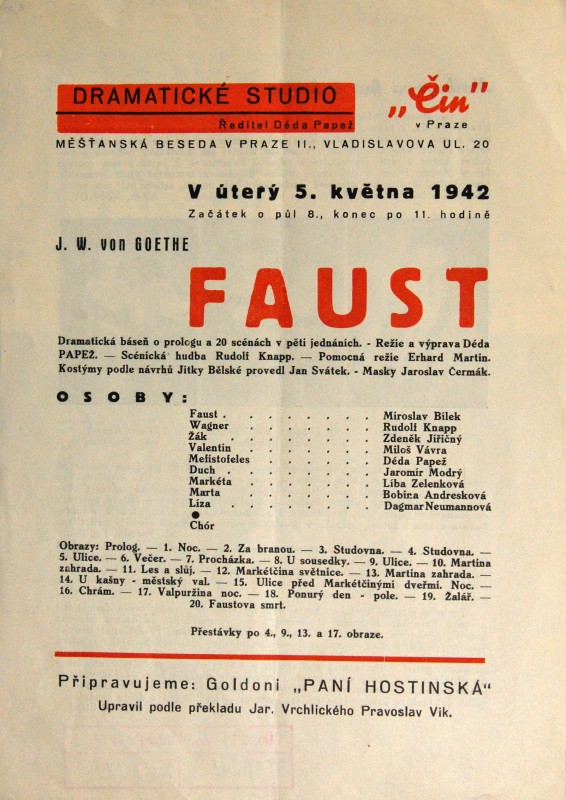 DRAMATICKÉ STUDIO „Čin"
Ředitel Déda Papež v Praze
MĚŠŤANSKÁ BESEDA V PRAZE II., VLADISLAVOVA UL. 20
V úterý 5. května 1942
Začátek o půl 8., konec po 11. hodině
J. W. von GOETHE
FAUST
Dramatická báseň o prologu a 20 scénách v pěti jednáních. - Režie a výprava Déda
PAPEŽ. — Scénická hudba Rudolf Knapp. — Pomocná režie Erhard Martin.
Kostýmy podle návrhů Jitky Bělské provedl Jan Svátek. - Masky Jaroslav Čermák.
OSOBY:
Faust . . . . . . . Miroslav Bílek
Wagner . . . . . . . Rudolf Knapp
Žák . . . . . . . Zdeněk Jiřičný
Valentin . . . . . . . Miloš Vávra
Mefistofeles . . . . . . Déda Papež
Duch . . . . . . . Jaromír Modrý
Markéta . . . . . . . Líba Zelenková
Marta . . . . . . . Bobina Andresková
Líza . . . . . . . Dagmar Neumannová
●
Chór
Obrazy: Prolog. — 1. Noc. — 2. Za branou. — 3. Studovna. — 4. Studovna. —
5. Ulice. — 6. Večer. — 7. Procházka. — 8. U sousedky. — 9. Ulice. — 10. Martina
zahrada. — 11. Les a slůj. — 12. Markétčina světnice. — 13. Martina zahrada. —
14. U kašny - městský val. — 15. Ulice před Markétčinými dveřmi. Noc. —
16. Chrám. — 17. Valpuržina noc. — 18. Ponurý den - pole. — 19. Žalář. —
20. Faustova smrt.
Přestávky po 4., 9., 13. a 17. obraze.
Připravujeme: Goldoni „PANÍ HOSTINSKÁ“
Upravil podle překladu Jar. Vrchlického Pravoslav Vik.